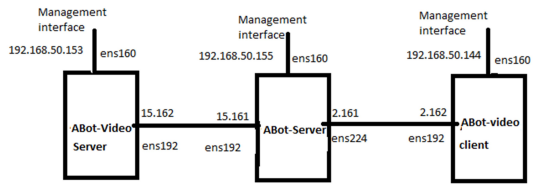 Management
interface
192.168.50.153
ens160
Management
interface
192.168.50.155
ens160
Management
interface
192.168.50.144
ens160
ABot-Video
Server
15.162
ens192
15.161
ens192
ABot-Server
2.161
ens224
2.162
ens192
ABot-video
client